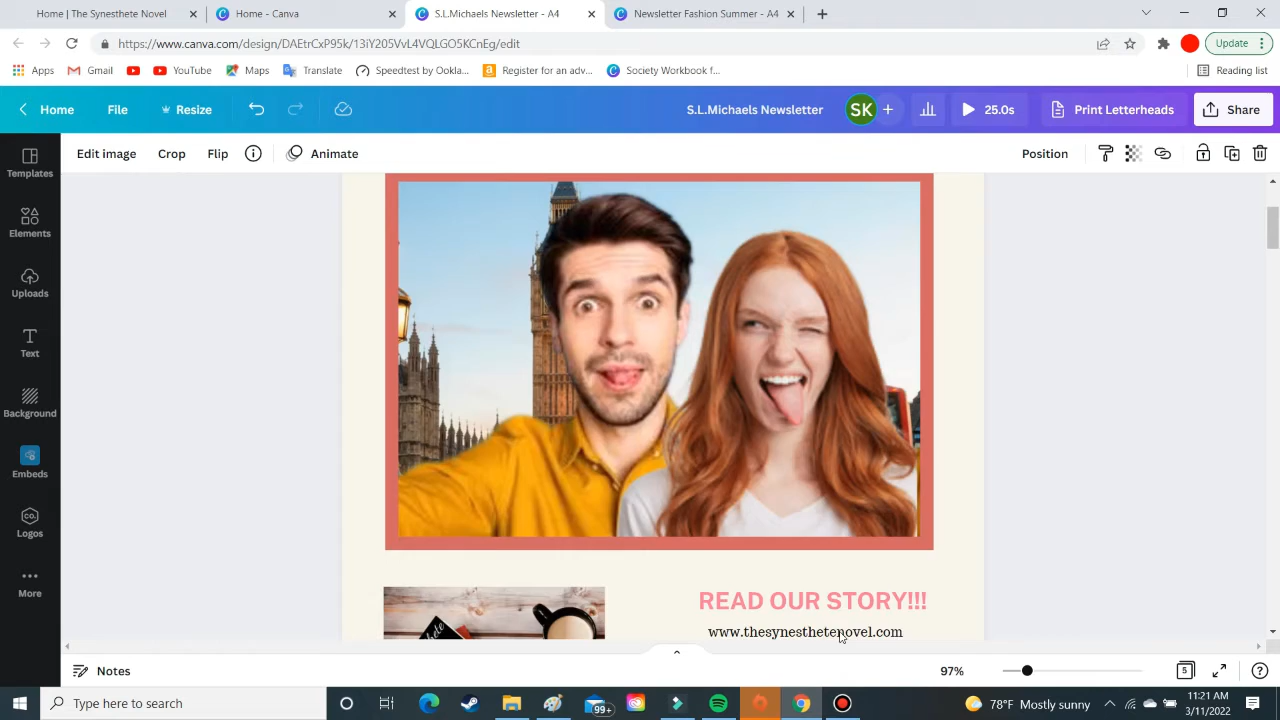 Home | The Synesthete Novel
Home - Canva
S.L.Michaels Newsletter - A4
Newsletter Fashion Summer - A4
https://www.canva.com/design/DAEtrCxP95k/13iY205VvL4VQLGO5KCnEg/edit
Update
Apps
Gmail
YouTube
Maps
Translate
Speedtest by Ookla...
Register for an adv...
Society Workbook f...
Reading list
Home
File
Resize
S.L.Michaels Newsletter
SK
25.0s
Print Letterheads
Share
Edit image
Crop
Flip
Animate
Position
Templates
Elements
Uploads
Text
Background
Embeds
CO.
Logos
More
READ OUR STORY!!!
www.thesynesthetenovel.com
Notes
97%
5
Type here to search
99+
78°F Mostly sunny
11:21 AM
3/11/2022